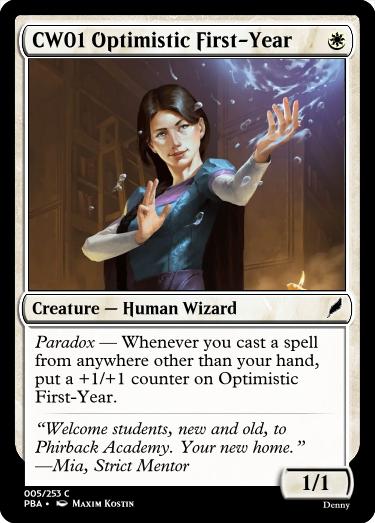 CW01 Optimistic First-Year
Creature — Human Wizard
Paradox — Whenever you cast a spell
from anywhere other than your hand,
put a +1/+1 counter on Optimistic
First-Year.
“Welcome students, new and old, to
Phirback Academy. Your new home.”
—Mia, Strict Mentor
1/1
005/253 C
PBA Maxim Kostin
Denny